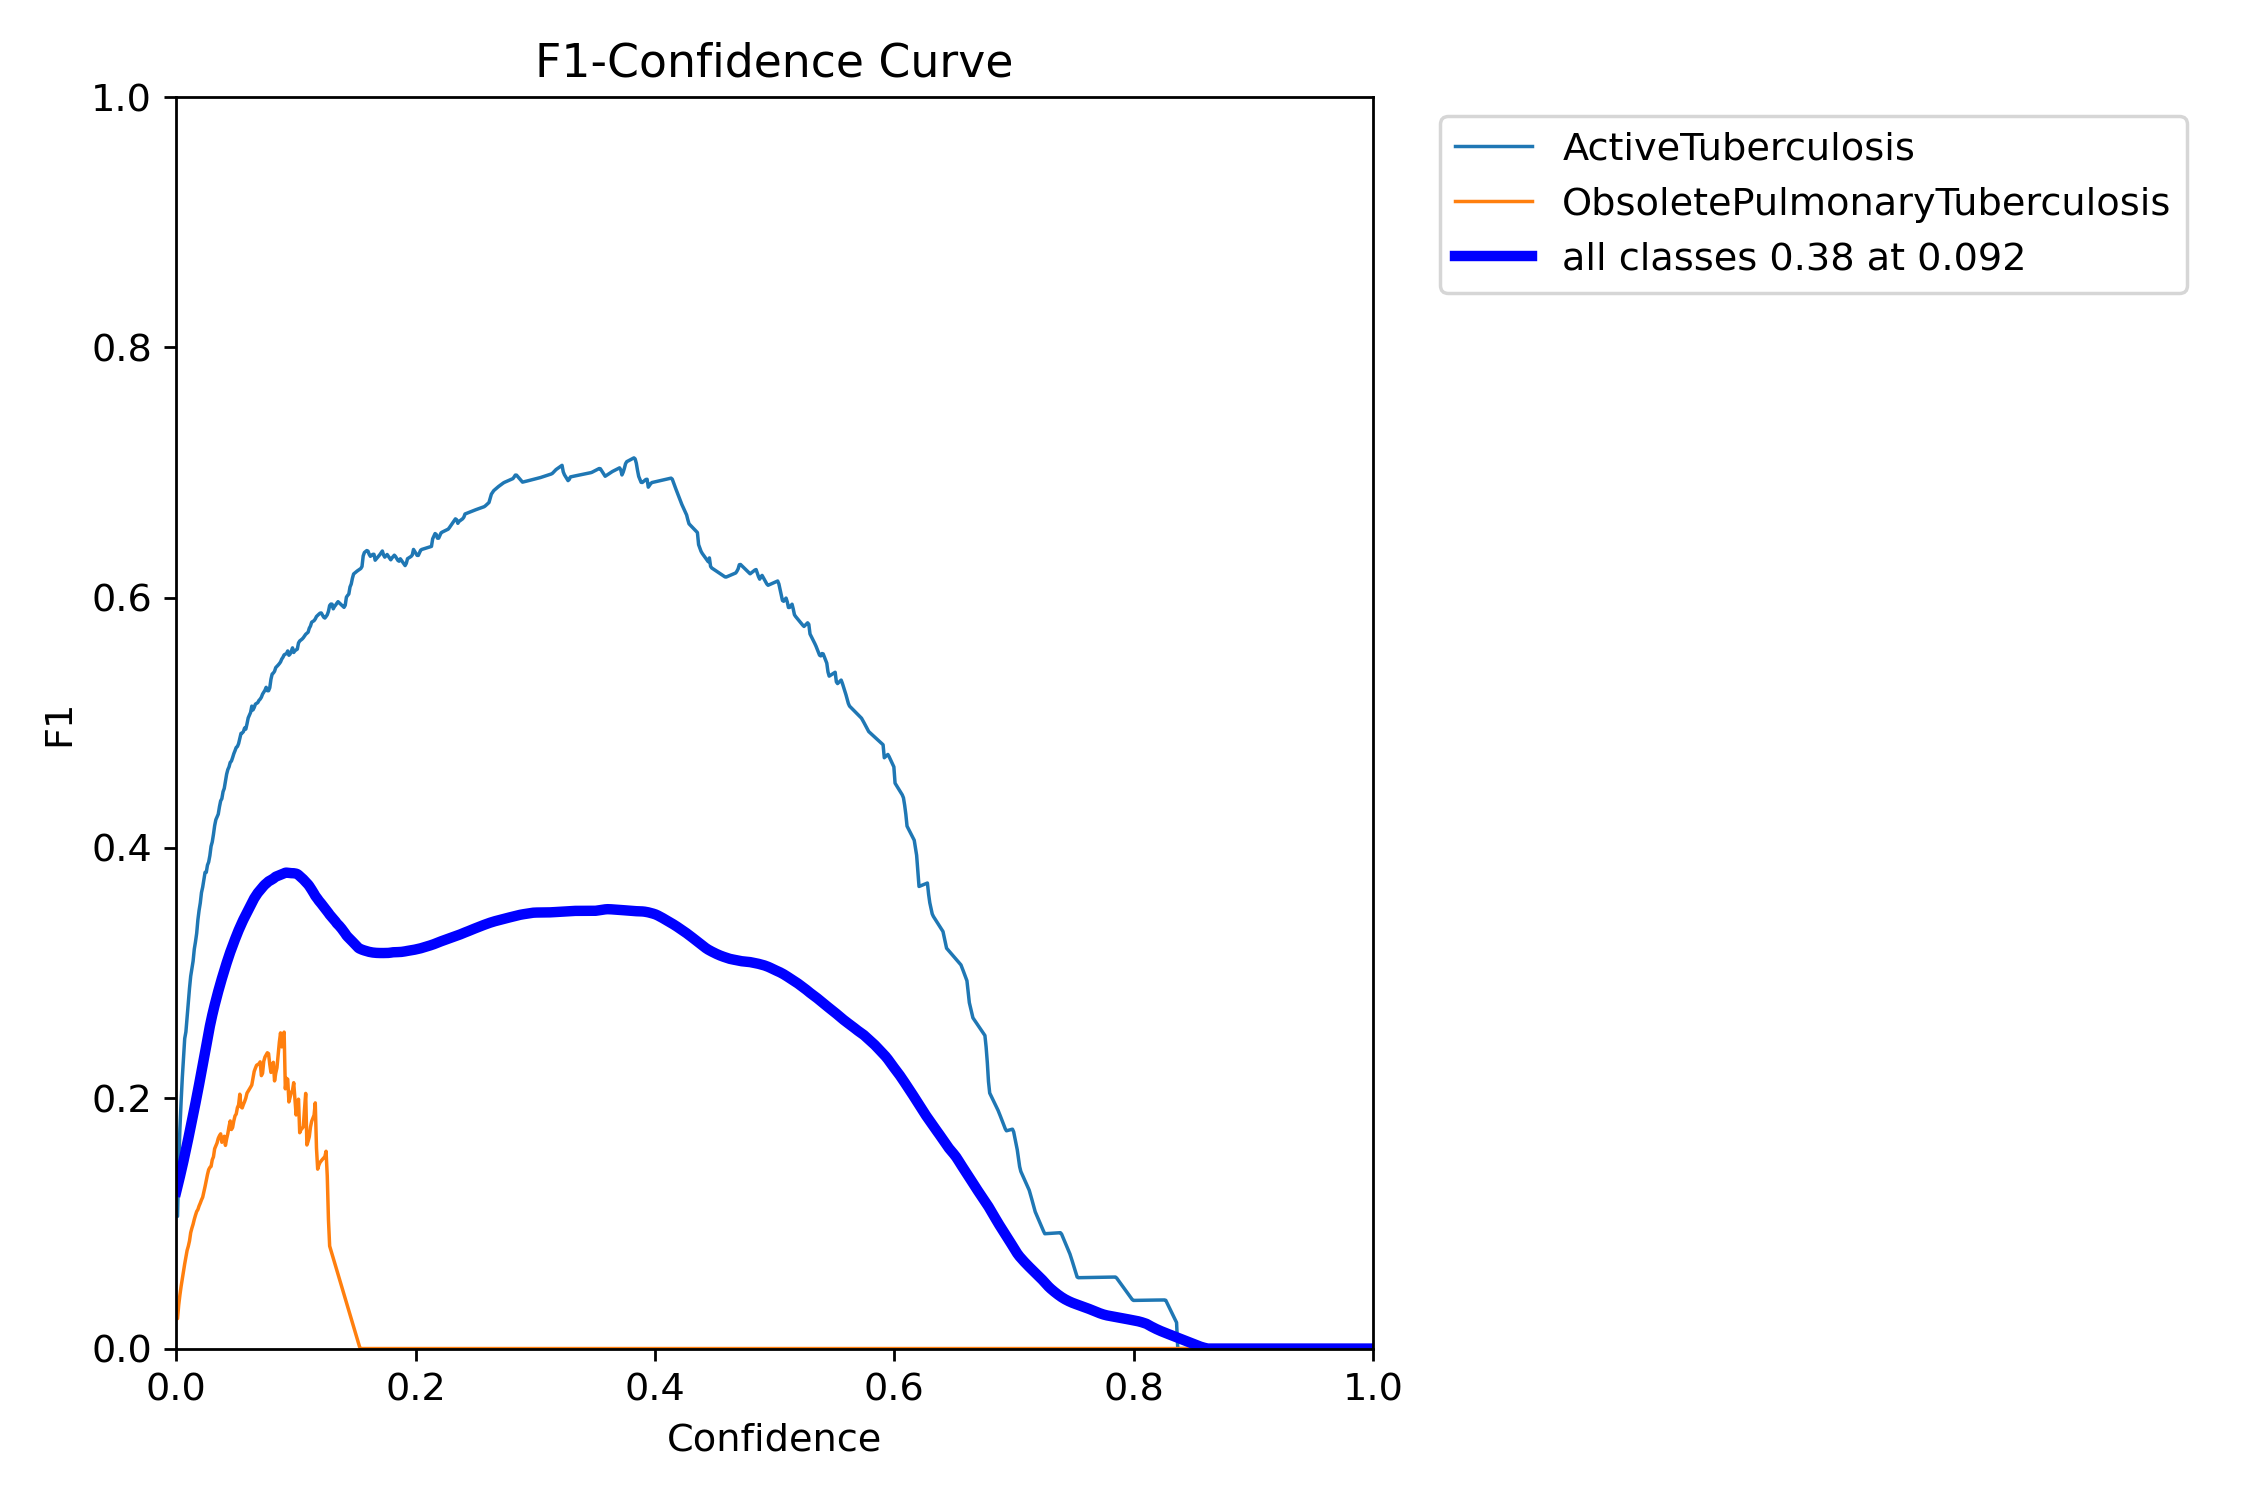 F1-Confidence Curve
1.0
0.8
0.6
0.4
0.2
0.0
F1
0.0 0.2 0.4 0.6 0.8 1.0
Confidence
ActiveTuberculosis
ObsoletePulmonaryTuberculosis
all classes 0.38 at 0.092